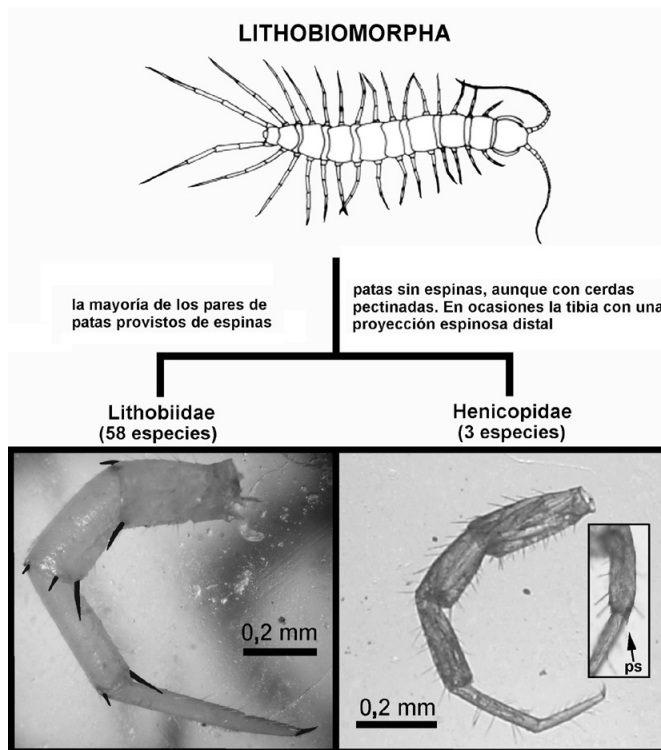 LITHOBIOMORPHA
la mayoría de los pares de
patas provistos de espinas
patas sin espinas, aunque con cerdas
pectinadas. En ocasiones la tibia con una
proyección espinosa distal
Lithobiidae
(58 especies)
Henicopidae
(3 especies)
0,2 mm
0,2 mm
ps